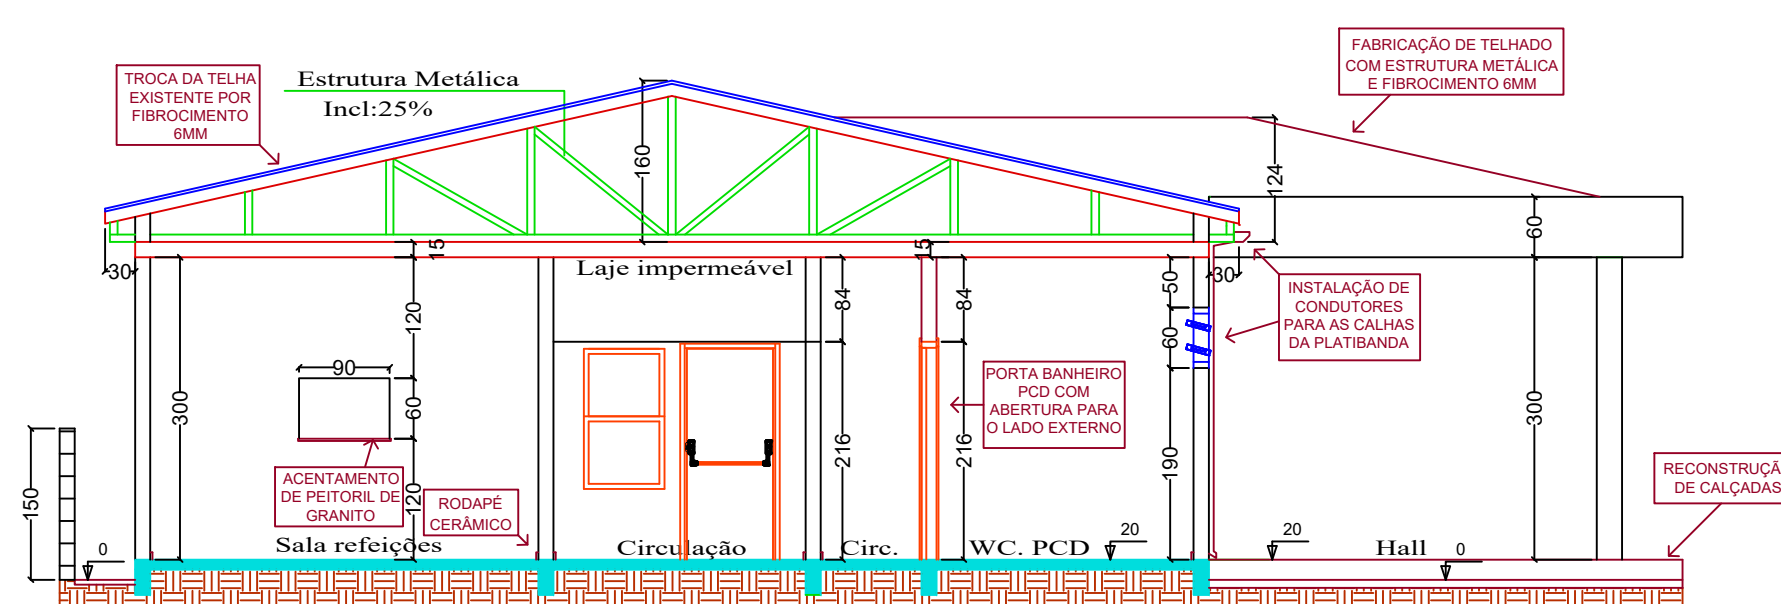 FABRICAÇÃO DE TELHADO
COM ESTRUTURA METÁLICA
E FIBROCIMENTO 6MM
TROCA DA TELHA
EXISTENTE POR
FIBROCIMENTO
6MM
Estrutura Metálica
Incl:25%
160
124
60
15
15
30
Laje impermeável
30
INSTALAÇÃO DE
CONDUTORES
PARA AS CALHAS
DA PLATIBANDA
120
84
84
50
60
90
60
300
300
PORTA BANHEIRO
PCD COM
ABERTURA PARA
O LADO EXTERNO
216
216
190
120
150
ACENTAMENTO
DE PEITORIL DE
GRANITO
RODAPÉ
CERÂMICO
RECONSTRUÇÃ
DE CALÇADAS
0
Sala refeições
Circulação
Circ.
WC. PCD
20
20
Hall
0